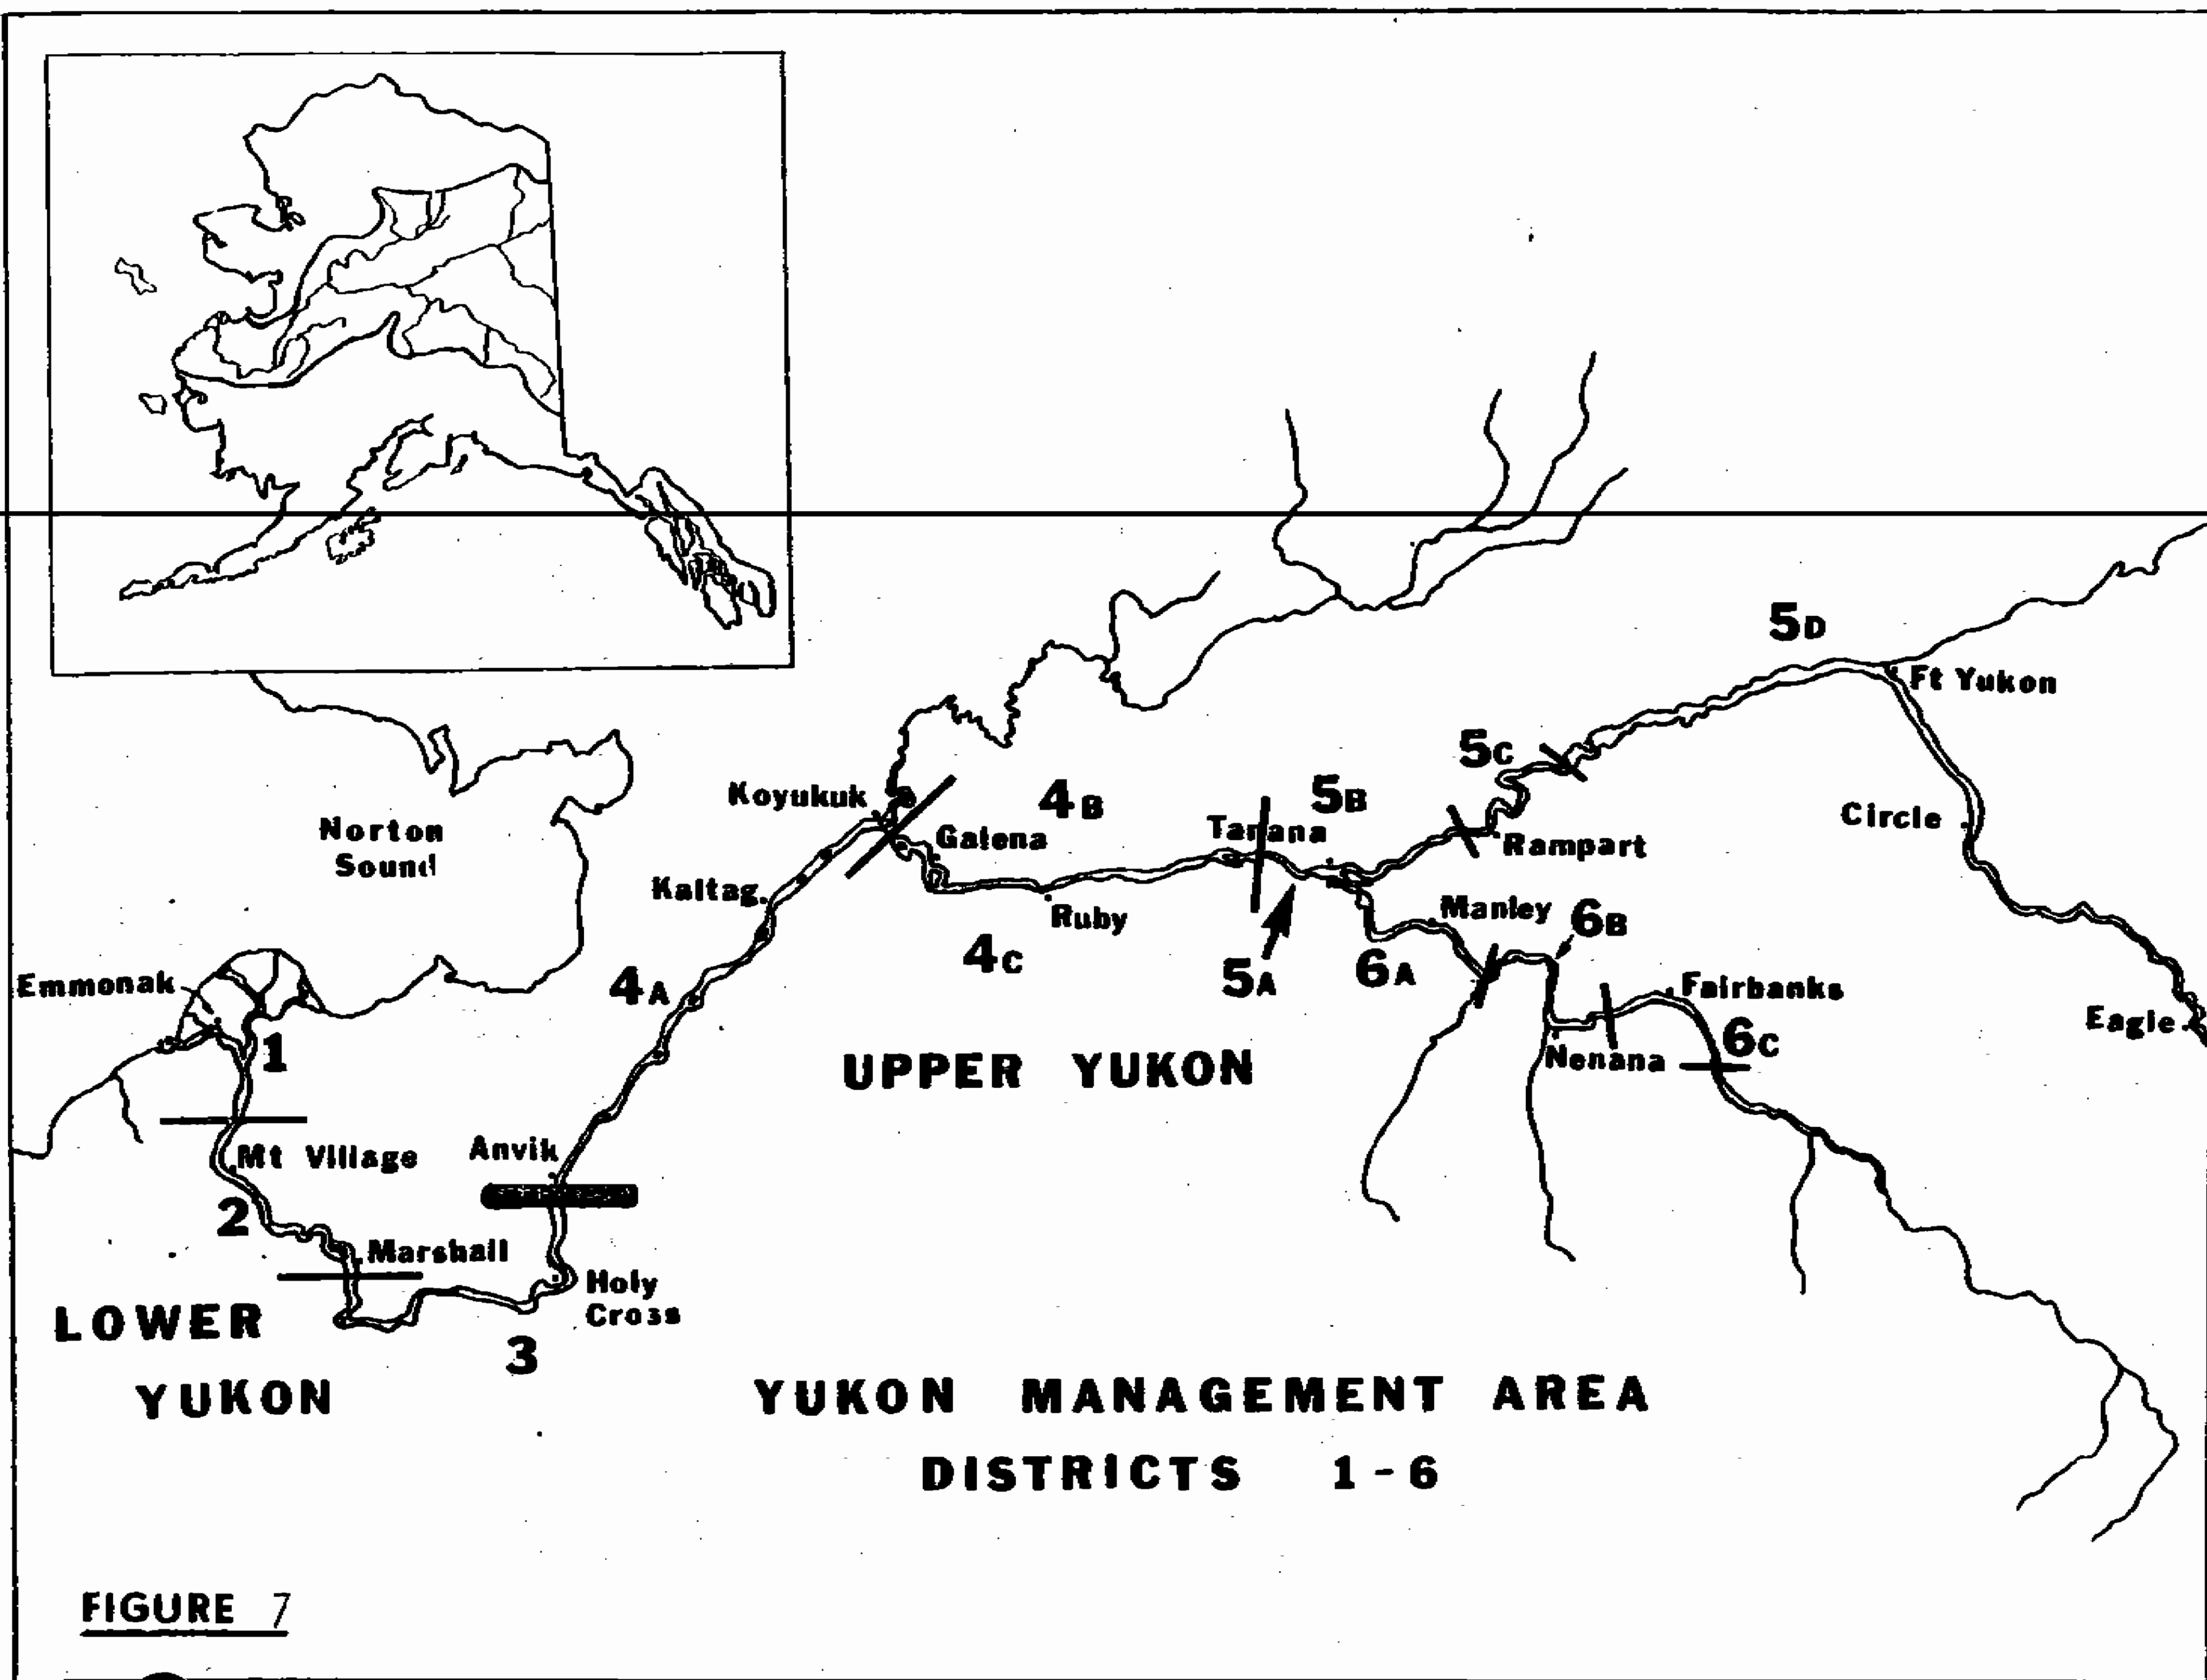 5D
Ft Yukon
5C
Koyukuk
4B
5B
Circle
Norton
Sound
Galena
Tanana
Rampart
Kaltag
Ruby
Manley
6B
4C
5A
6A
Emmonak
4A
Fairbanks
Eagle
1
6C
UPPER YUKON
Nenana
Mt Village
Anvik
2
Marshall
Holy
Cross
LOWER
YUKON
3
YUKON MANAGEMENT AREA
DISTRICTS 1-6
FIGURE 7